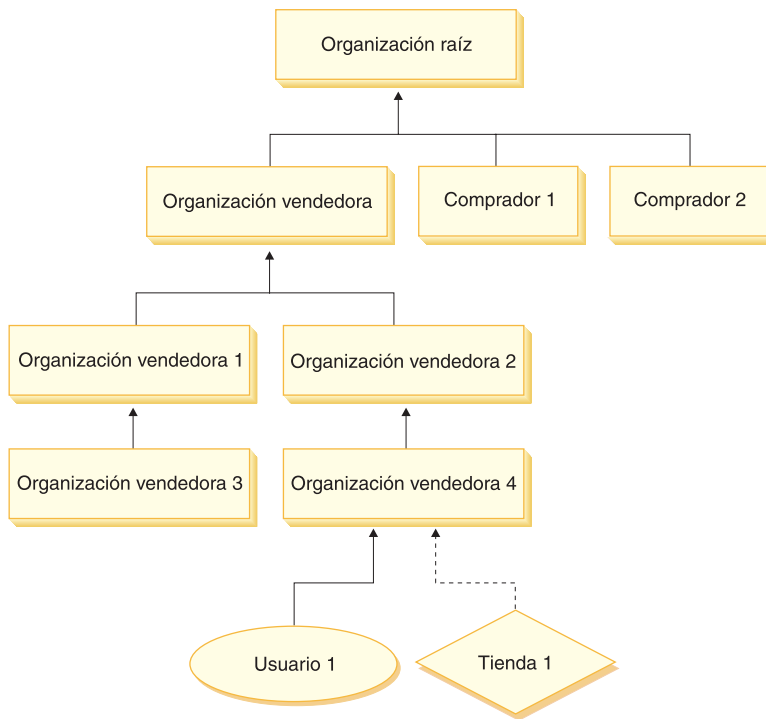 Organización raíz
Organización vendedora
Comprador 1
Comprador 2
Organización vendedora 1
Organización vendedora 2
Organización vendedora 3
Organización vendedora 4
Usuario 1
Tienda 1